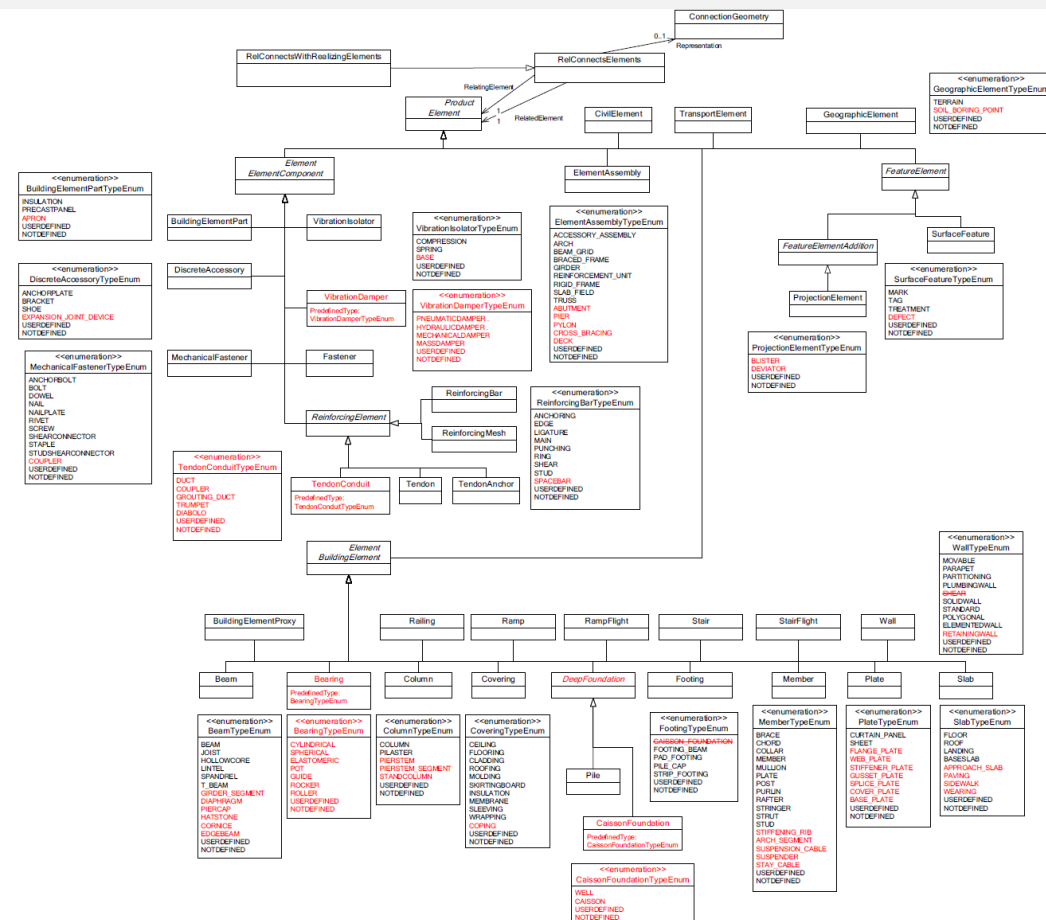 ConnectionGeometry
0..1
Representation
RelConnectsWithRealizingElements
RelConnectsElements
RelatingElement
Product
Element
1
1
RelatedElement
CivilElement
TransportElement
GeographicElement
<<enumeration>>
GeographicElementTypeEnum
TERRAIN
SOIL_BORING_POINT
USERDEFINED
NOTDEFINED
Element
ElementComponent
ElementAssembly
FeatureElement
<<enumeration>>
BuildingElementPartTypeEnum
INSULATION
PRECASTPANEL
APRON
USERDEFINED
NOTDEFINED
BuildingElementPart
VibrationIsolator
<<enumeration>>
VibrationIsolatorTypeEnum
COMPRESSION
SPRING
BASE
USERDEFINED
NOTDEFINED
<<enumeration>>
ElementAssemblyTypeEnum
ACCESSORY_ASSEMBLY
ARCH
BEAM_GRID
BRACED_FRAME
GIRDER
REINFORCEMENT_UNIT
RIGID_FRAME
SLAB_FIELD
TRUSS
ABUTMENT
PIER
PYLON
CROSS_BRACING
DECK
USERDEFINED
NOTDEFINED
FeatureElementAddition
SurfaceFeature
<<enumeration>>
DiscreteAccessoryTypeEnum
ANCHORPLATE
BRACKET
SHOE
EXPANSION_JOINT_DEVICE
USERDEFINED
NOTDEFINED
DiscreteAccessory
VibrationDamper
PredefinedType:
VibrationDamperTypeEnum
<<enumeration>>
VibrationDamperTypeEnum
PNEUMATICDAMPER .
HYDRAULICDAMPER .
MECHANICALDAMPER
MASSDAMPER
USERDEFINED
NOTDEFINED
ProjectionElement
<<enumeration>>
SurfaceFeatureTypeEnum
MARK
TAG
TREATMENT
DEFECT
USERDEFINED
NOTDEFINED
<<enumeration>>
ProjectionElementTypeEnum
BLISTER
DEVIATOR
USERDEFINED
NOTDEFINED
<<enumeration>>
MechanicalFastenerTypeEnum
ANCHORBOLT
BOLT
DOWEL
NAIL
NAILPLATE
RIVET
SCREW
SHEARCONNECTOR
STAPLE
STUDSHEARCONNECTOR
COUPLER
USERDEFINED
NOTDEFINED
MechanicalFastener
Fastener
ReinforcingElement
ReinforcingBar
ReinforcingMesh
<<enumeration>>
ReinforcingBarTypeEnum
ANCHORING
EDGE
LIGATURE
MAIN
PUNCHING
RING
SHEAR
STUD
SPACEBAR
USERDEFINED
NOTDEFINED
<<enumeration>>
TendonConduitTypeEnum
DUCT
COUPLER
GROUTING_DUCT
TRUMPET
DIABOLO
USERDEFINED
NOTDEFINED
TendonConduit
PredefinedType:
TendonConduitTypeEnum
Tendon
TendonAnchor
Element
BuildingElement
<<enumeration>>
WallTypeEnum
MOVABLE
PARAPET
PARTITIONING
PLUMBINGWALL
SHEAR
SOLIDWALL
STANDARD
POLYGONAL
ELEMENTEDWALL
RETAININGWALL
USERDEFINED
NOTDEFINED
BuildingElementProxy
Railing
Ramp
RampFlight
Stair
StairFlight
Wall
Beam
Bearing
PredefinedType:
BearingTypeEnum
Column
Covering
DeepFoundation
Footing
Member
Plate
Slab
<<enumeration>>
BeamTypeEnum
BEAM
JOIST
HOLLOWCORE
LINTEL
SPANDREL
T_BEAM
GIRDER_SEGMENT
DIAPHRAGM
PIERCAP
HATSTONE
CORNICE
EDGEBEAM
USERDEFINED
NOTDEFINED
<<enumeration>>
BearingTypeEnum
CYLINDRICAL
SPHERICAL
ELASTOMERIC
POT
GUIDE
ROCKER
ROLLER
USERDEFINED
NOTDEFINED
<<enumeration>>
ColumnTypeEnum
COLUMN
PILASTER
PIERSTEM
PIERSTEM_SEGMENT
STANDCOLUMN
USERDEFINED
NOTDEFINED
<<enumeration>>
CoveringTypeEnum
CEILING
FLOORING
CLADDING
ROOFING
MOLDING
SKIRTINGBOARD
INSULATION
MEMBRANE
SLEEVING
WRAPPING
COPING
USERDEFINED
NOTDEFINED
Pile
CaissonFoundation
PredefinedType:
CaissonFoundationTypeEnum
<<enumeration>>
CaissonFoundationTypeEnum
WELL
CAISSON
USERDEFINED
NOTDEFINED
<<enumeration>>
FootingTypeEnum
CAISSON_FOUNDATION
FOOTING_BEAM
PAD_FOOTING
PILE_CAP
STRIP_FOOTING
USERDEFINED
NOTDEFINED
<<enumeration>>
MemberTypeEnum
BRACE
CHORD
COLLAR
MEMBER
MULLION
PLATE
POST
PURLIN
RAFTER
STRINGER
STRUT
STUD
STIFFENING_RIB
ARCH_SEGMENT
SUSPENSION_CABLE
SUSPENDER
STAY_CABLE
USERDEFINED
NOTDEFINED
<<enumeration>>
PlateTypeEnum
CURTAIN_PANEL
SHEET
FLANGE_PLATE
WEB_PLATE
STIFFENER_PLATE
GUSSET_PLATE
SPLICE_PLATE
COVER_PLATE
BASE_PLATE
USERDEFINED
NOTDEFINED
<<enumeration>>
SlabTypeEnum
FLOOR
ROOF
LANDING
BASESLAB
APPROACH_SLAB
PAVING
SIDEWALK
WEARING
USERDEFINED
NOTDEFINED